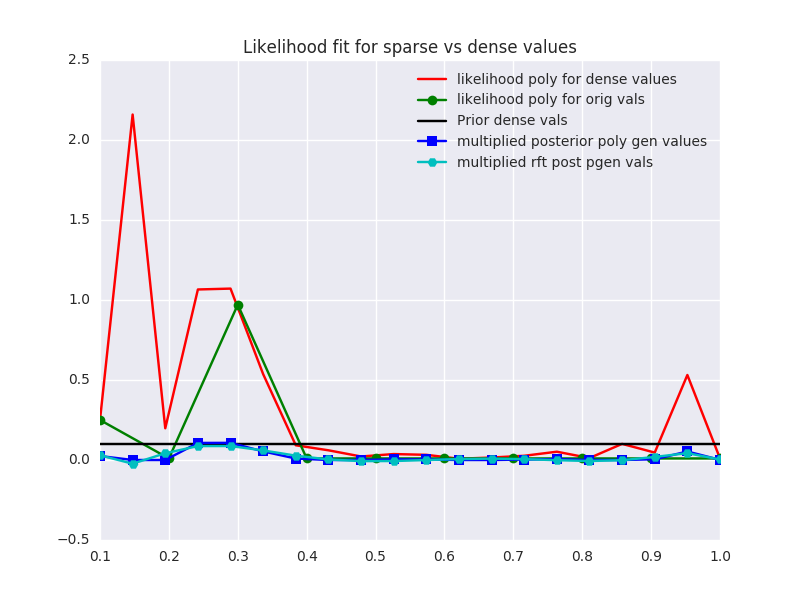 Likelihood fit for sparse vs dense values
2.5
2.0
1.5
1.0
0.5
0.0
−0.5
likelihood poly for dense values
likelihood poly for orig vals
Prior dense vals
multiplied posterior poly gen values
multiplied rft post pgen vals
0.1 0.2 0.3 0.4 0.5 0.6 0.7 0.8 0.9 1.0